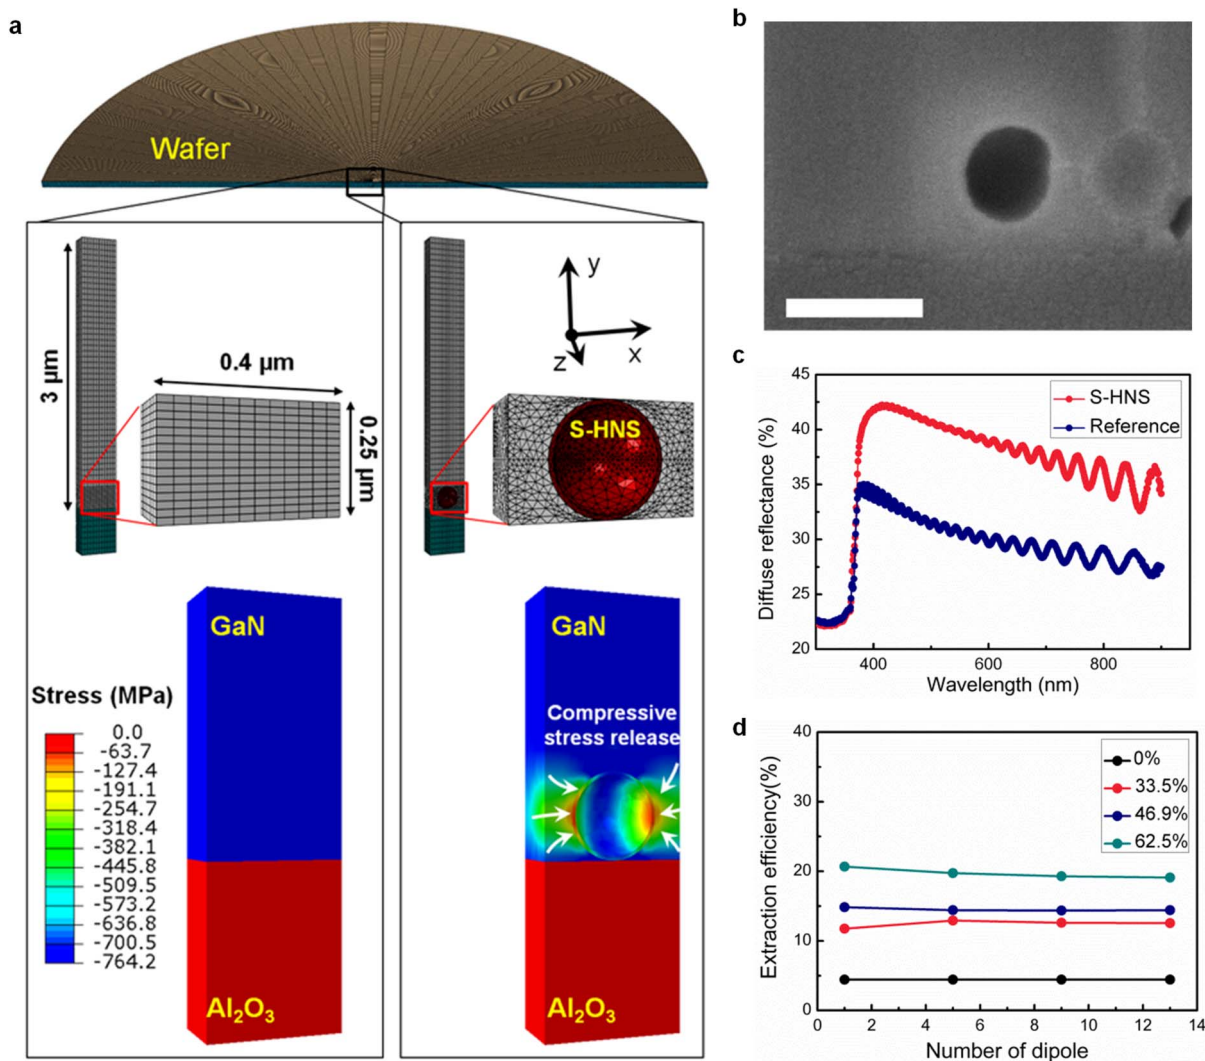 a
Wafer
3 μm
0.4 μm
0.25 μm
y
x
z
S-HNS
GaN
Stress (MPa)
0.0
-63.7
-127.4
-191.1
-254.7
-318.4
-382.1
-445.8
-509.5
-573.2
-636.8
-700.5
-764.2
Al₂O₃
GaN
Compressive
stress release
Al₂O₃
b
c
Diffuse reflectance (%)
45
40
35
30
25
20
S-HNS
Reference
400 600 800
Wavelength (nm)
d
Extraction efficiency(%)
40
30
20
10
0
0%
33.5%
46.9%
62.5%
0 2 4 6 8 10 12 14
Number of dipole